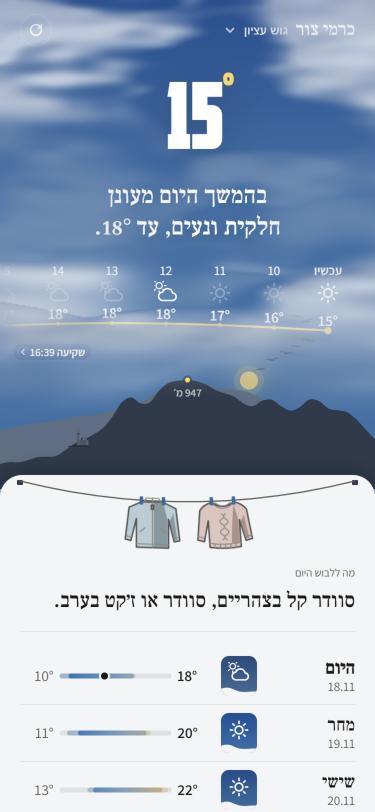 כרמי צור גוש עציון
15°
בהמשך היום מעונן
חלקית ונעים, עד 18°.
עכשיו 10 11 12 13 14
15° 16° 17° 18° 18° 18°
שקיעה 16:39
947 מ'
מה ללבוש היום
סוודר קל בצהריים, סוודר או ז'קט בערב.
היום 18° 10°
18.11
מחר 20° 11°
19.11
שישי 22° 13°
20.11